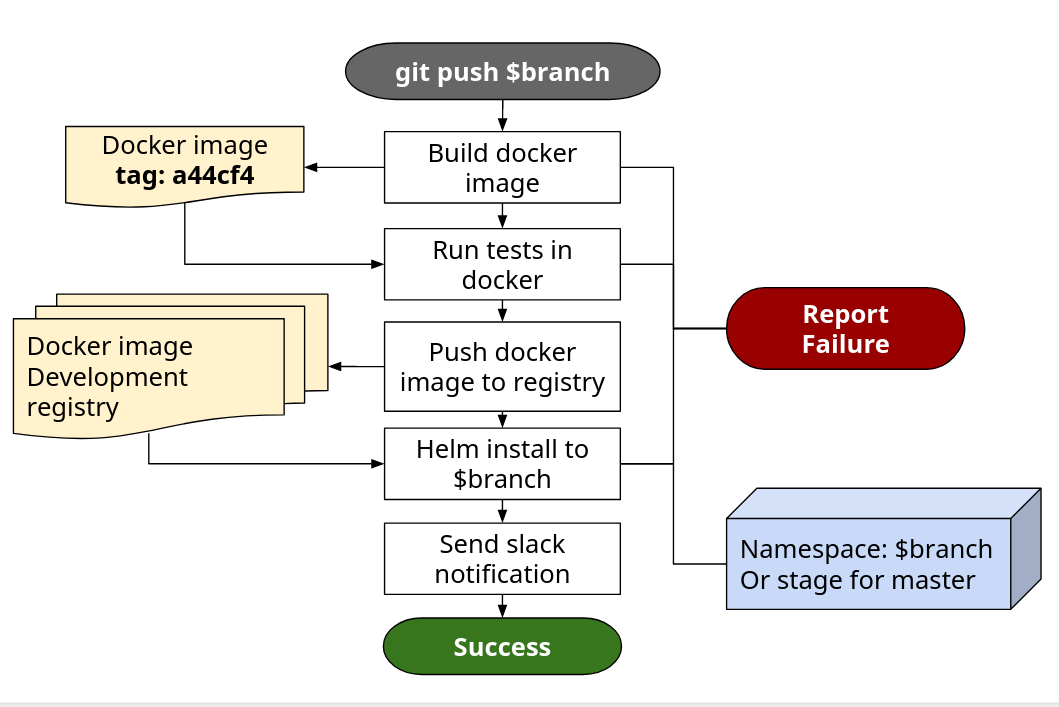 git push $branch
Docker image
tag: a44cf4
Build docker
image
Run tests in
docker
Report
Failure
Docker image
Development
registry
Push docker
image to registry
Helm install to
$branch
Namespace: $branch
Or stage for master
Send slack
notification
Success